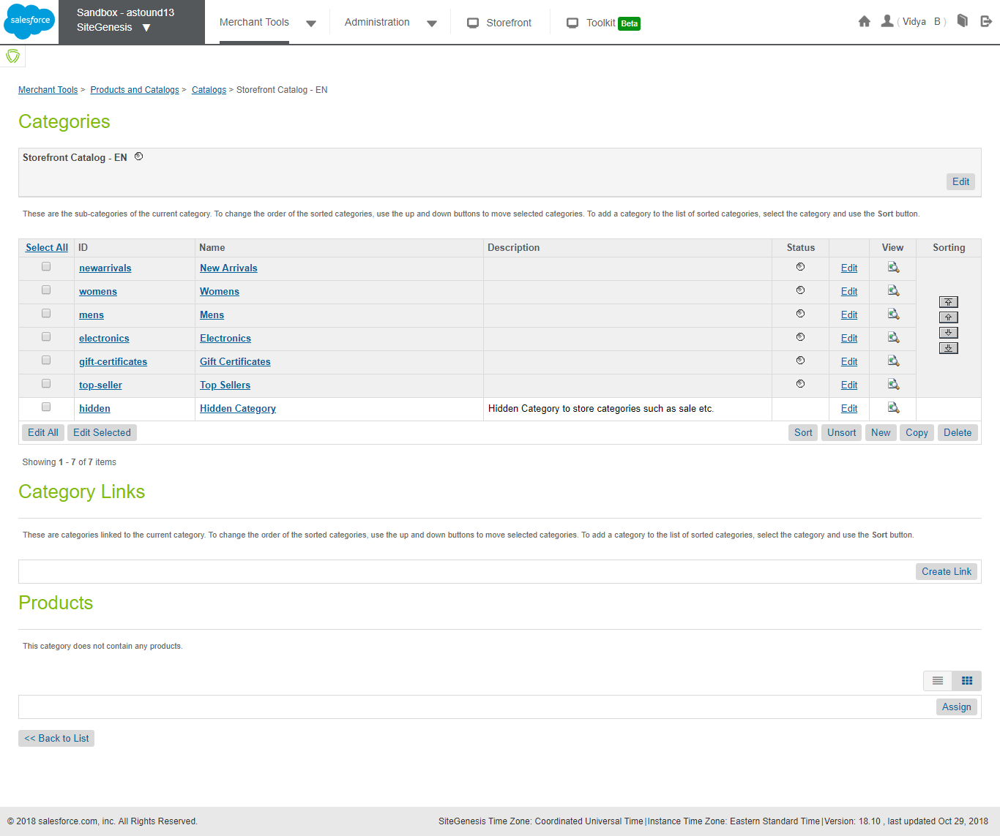 salesforce
Sandbox - astound13
SiteGenesis ▼
Merchant Tools
Administration
Storefront
Toolkit Beta
( Vidya B )
Merchant Tools > Products and Catalogs > Catalogs > Storefront Catalog - EN
Categories
Storefront Catalog - EN
Edit
These are the sub-categories of the current category. To change the order of the sorted categories, use the up and down buttons to move selected categories. To add a category to the list of sorted categories, select the category and use the Sort button.
Select All ID Name Description Status View Sorting
newarrivals New Arrivals Edit
womens Womens Edit
mens Mens Edit
electronics Electronics Edit
gift-certificates Gift Certificates Edit
top-seller Top Sellers Edit
hidden Hidden Category Hidden Category to store categories such as sale etc. Edit
Edit All Edit Selected Sort Unsort New Copy Delete
Showing 1 - 7 of 7 items
Category Links
These are categories linked to the current category. To change the order of the sorted categories, use the up and down buttons to move selected categories. To add a category to the list of sorted categories, select the category and use the Sort button.
Create Link
Products
This category does not contain any products.
Assign
<< Back to List
© 2018 salesforce.com, inc. All Rights Reserved.
SiteGenesis Time Zone: Coordinated Universal Time|Instance Time Zone: Eastern Standard Time|Version: 18.10 , last updated Oct 29, 2018